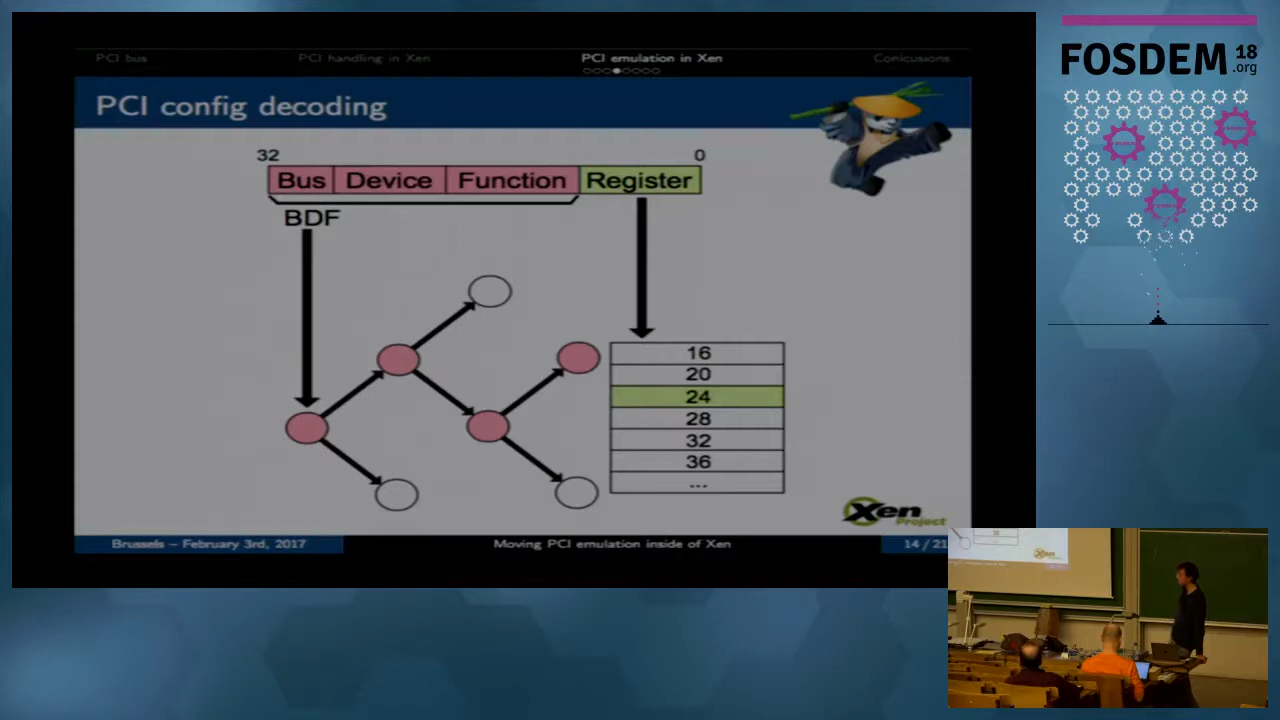 PCI bus
PCI handling in Xen
PCI emulation in Xen
Conclusions
PCI config decoding
32
0
Bus
Device
Function
Register
BDF
16
20
24
28
32
36
...
Xen
Project
Brussels – February 3rd, 2017
Moving PCI emulation inside of Xen
14 / 21
FOSDEM 18
.org